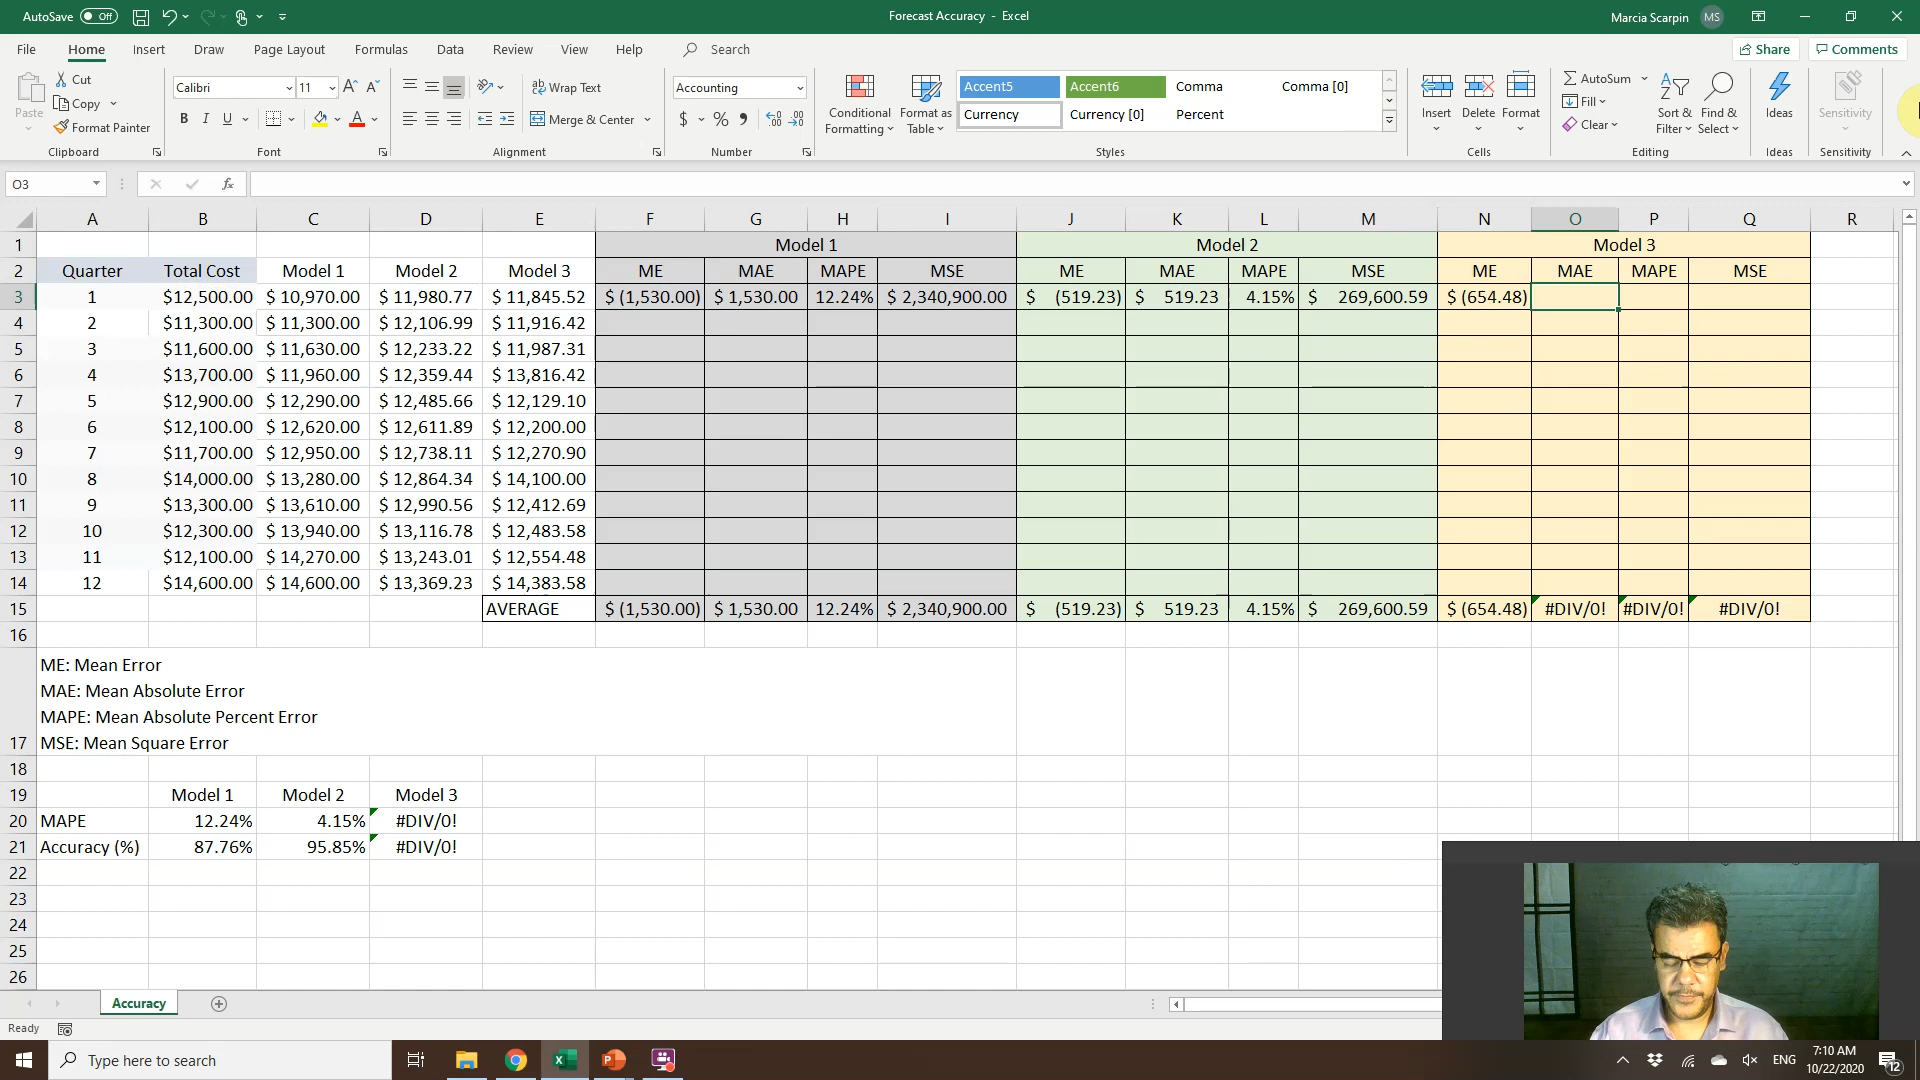 AutoSave Off
Forecast Accuracy - Excel
Marcia Scarpin MS
File Home Insert Draw Page Layout Formulas Data Review View Help Search
Share Comments
Paste
Cut
Copy
Format Painter
Clipboard
Calibri 11
B I U
Font
Wrap Text
Merge & Center
Alignment
Accounting
$ % 9
Number
Conditional Formatting
Format as Table
Accent5 Accent6 Comma Comma [0]
Currency Currency [0] Percent
Styles
Insert Delete Format
Cells
AutoSum
Fill
Clear
Sort & Filter
Find & Select
Editing
Ideas
Ideas
Sensitivity
Sensitivity
O3 fx
A B C D E F G H I J K L M N O P Q R
1 Model 1 Model 2 Model 3
2 Quarter Total Cost Model 1 Model 2 Model 3 ME MAE MAPE MSE ME MAE MAPE MSE ME MAE MAPE MSE
3 1 $12,500.00 $ 10,970.00 $ 11,980.77 $ 11,845.52 $ (1,530.00) $ 1,530.00 12.24% $ 2,340,900.00 $ (519.23) $ 519.23 4.15% $ 269,600.59 $ (654.48)
4 2 $11,300.00 $ 11,300.00 $ 12,106.99 $ 11,916.42
5 3 $11,600.00 $ 11,630.00 $ 12,233.22 $ 11,987.31
6 4 $13,700.00 $ 11,960.00 $ 12,359.44 $ 13,816.42
7 5 $12,900.00 $ 12,290.00 $ 12,485.66 $ 12,129.10
8 6 $12,100.00 $ 12,620.00 $ 12,611.89 $ 12,200.00
9 7 $11,700.00 $ 12,950.00 $ 12,738.11 $ 12,270.90
10 8 $14,000.00 $ 13,280.00 $ 12,864.34 $ 14,100.00
11 9 $13,300.00 $ 13,610.00 $ 12,990.56 $ 12,412.69
12 10 $12,300.00 $ 13,940.00 $ 13,116.78 $ 12,483.58
13 11 $12,100.00 $ 14,270.00 $ 13,243.01 $ 12,554.48
14 12 $14,600.00 $ 14,600.00 $ 13,369.23 $ 14,383.58
15 AVERAGE $ (1,530.00) $ 1,530.00 12.24% $ 2,340,900.00 $ (519.23) $ 519.23 4.15% $ 269,600.59 $ (654.48) #DIV/0! #DIV/0! #DIV/0!
16
ME: Mean Error
MAE: Mean Absolute Error
MAPE: Mean Absolute Percent Error
17 MSE: Mean Square Error
18
19 Model 1 Model 2 Model 3
20 MAPE 12.24% 4.15% #DIV/0!
21 Accuracy (%) 87.76% 95.85% #DIV/0!
22
23
24
25
26
Accuracy
Ready
Type here to search
ENG
7:10 AM
10/22/2020
12